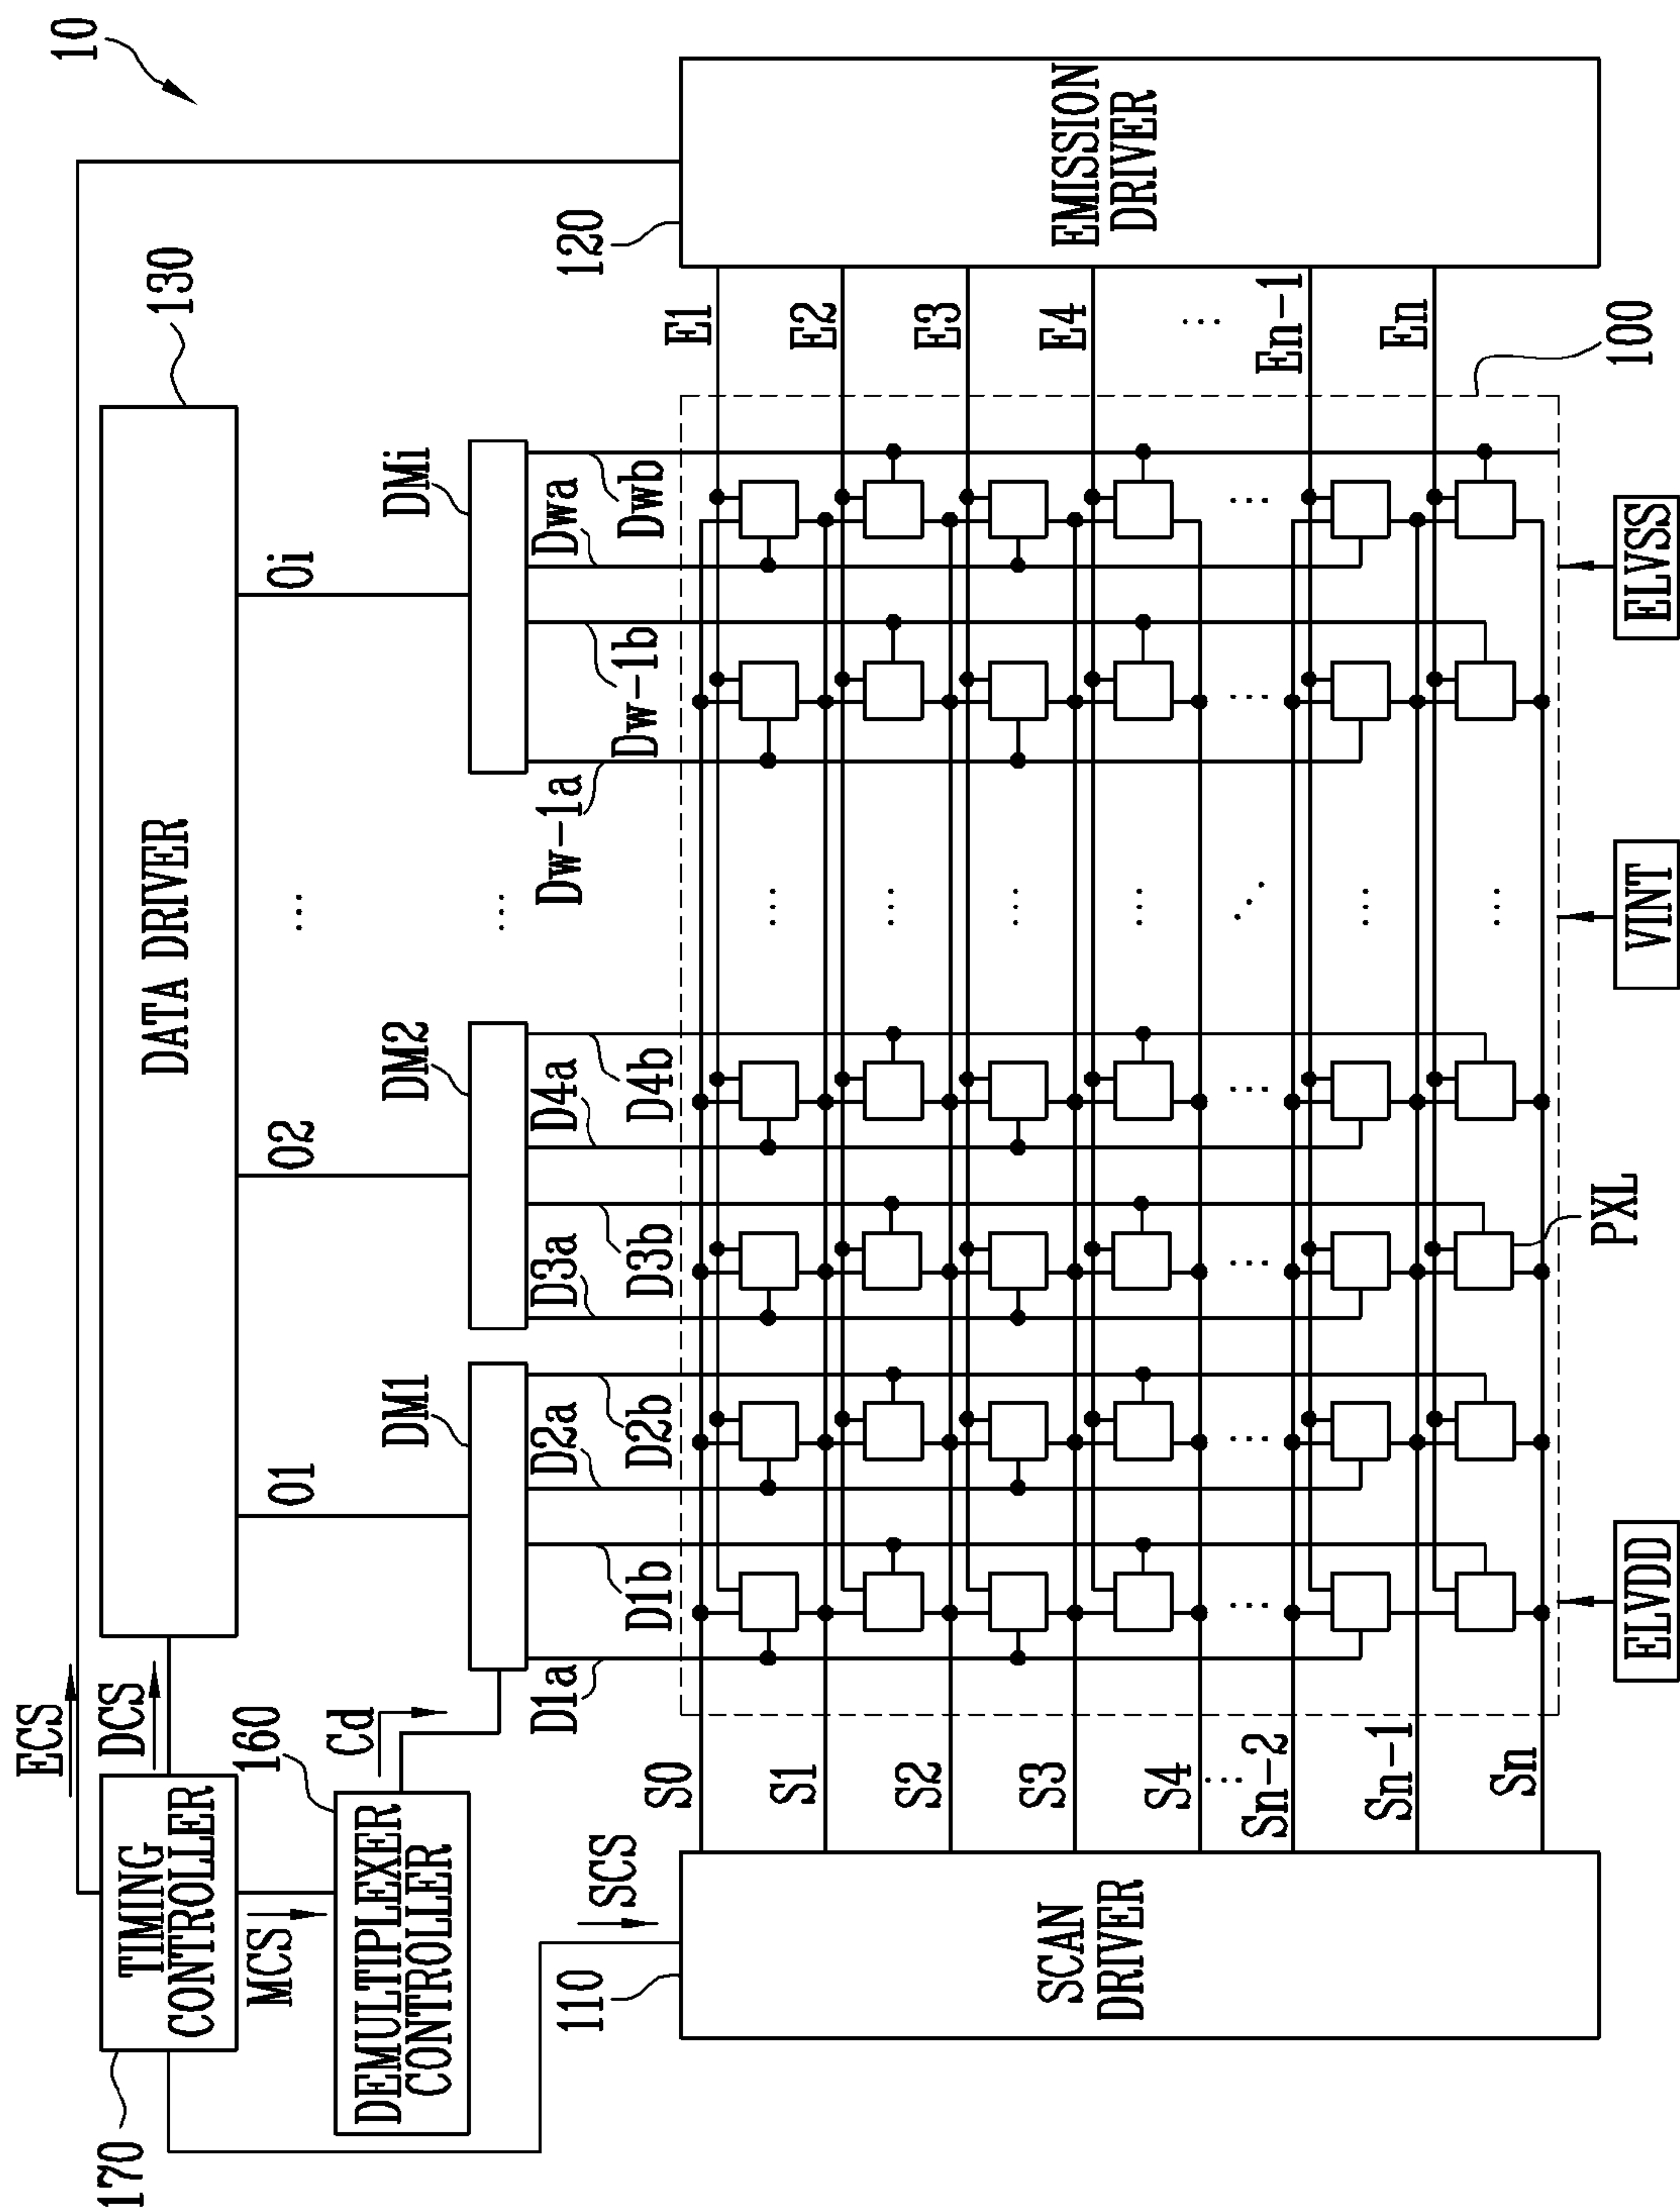 10
ECS
170
TIMING
CONTROLLER
DCS
DATA DRIVER
130
MCS
160
DEMULTIPLEXER
CONTROLLER
Cd
O1
O2
...
Oi
DM1
DM2
...
DMi
D1a
D1b
D2a
D2b
D3a
D3b
D4a
D4b
Dw-1a
Dw-1b
Dwa
Dwb
SCS
110
SCAN
DRIVER
120
EMISSION
DRIVER
S0
S1
S2
S3
S4
...
Sn-2
Sn-1
Sn
E1
E2
E3
E4
...
En-1
En
100
PXL
ELVDD
VINT
ELVSS